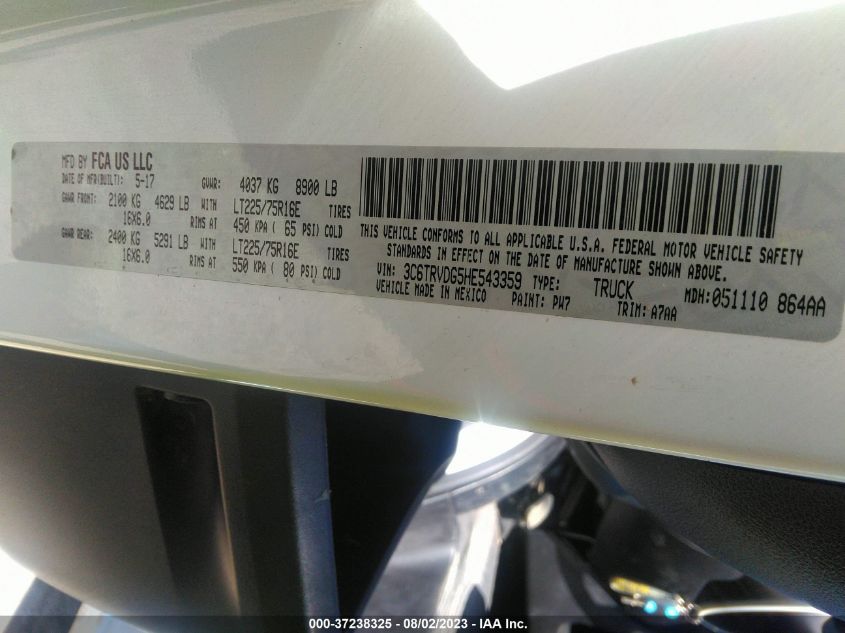 MFD BY FCA US LLC
DATE OF MFR(BUILT): 5-17 GVWR: 4037 KG 8900 LB
GAWR FRONT: 2100 KG 4629 LB WITH LT225/75R16E TIRES
16X6.0 RIMS AT 450 KPA ( 65 PSI) COLD
GAWR REAR: 2400 KG 5291 LB WITH LT225/75R16E TIRES
16X6.0 RIMS AT 550 KPA ( 80 PSI) COLD
THIS VEHICLE CONFORMS TO ALL APPLICABLE U.S.A. FEDERAL MOTOR VEHICLE SAFETY
STANDARDS IN EFFECT ON THE DATE OF MANUFACTURE SHOWN ABOVE.
VIN: 3C6TRVDG5HE543359 TYPE: TRUCK MDH:051110 864AA
VEHICLE MADE IN MEXICO PAINT: PW7 TRIM: A7AA
000-37238325 - 08/02/2023 - IAA Inc.